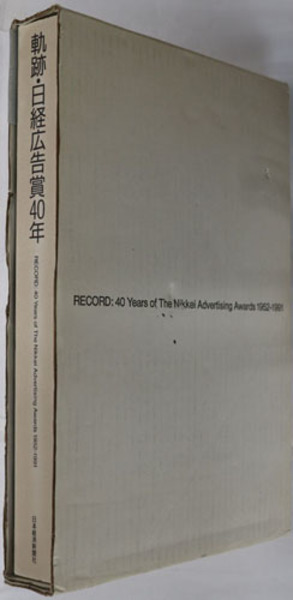 軌跡・日経広告賞40年
RECORD: 40 Years of The Nikkei Advertising Awards 1952-1991
日本経済新聞社
RECORD: 40 Years of The Nikkei Advertising Awards 1952-1991